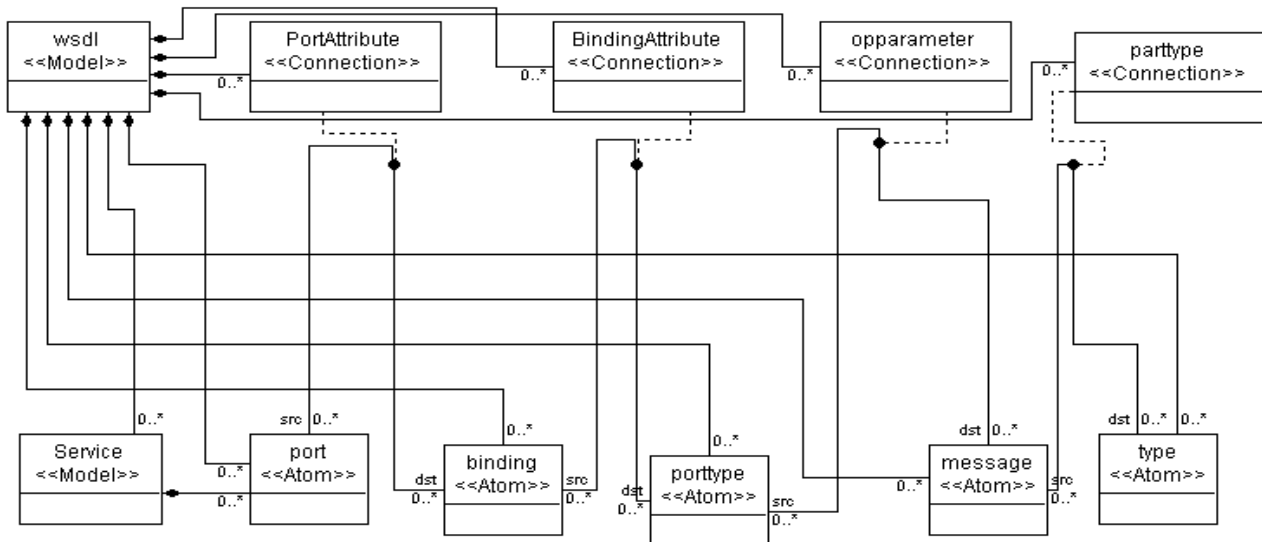 wsdl
<<Model>>
PortAttribute
<<Connection>>
BindingAttribute
<<Connection>>
opparameter
<<Connection>>
parttype
<<Connection>>
0..*
0..*
0..*
0..*
0..*
src 0..*
0..*
0..*
dst 0..*
dst 0..* 0..*
Service
<<Model>>
port
<<Atom>>
0..*
0..*
binding
<<Atom>>
dst
0..*
src
0..*
porttype
<<Atom>>
dst
0..*
src
0..*
message
<<Atom>>
0..*
src
0..*
type
<<Atom>>